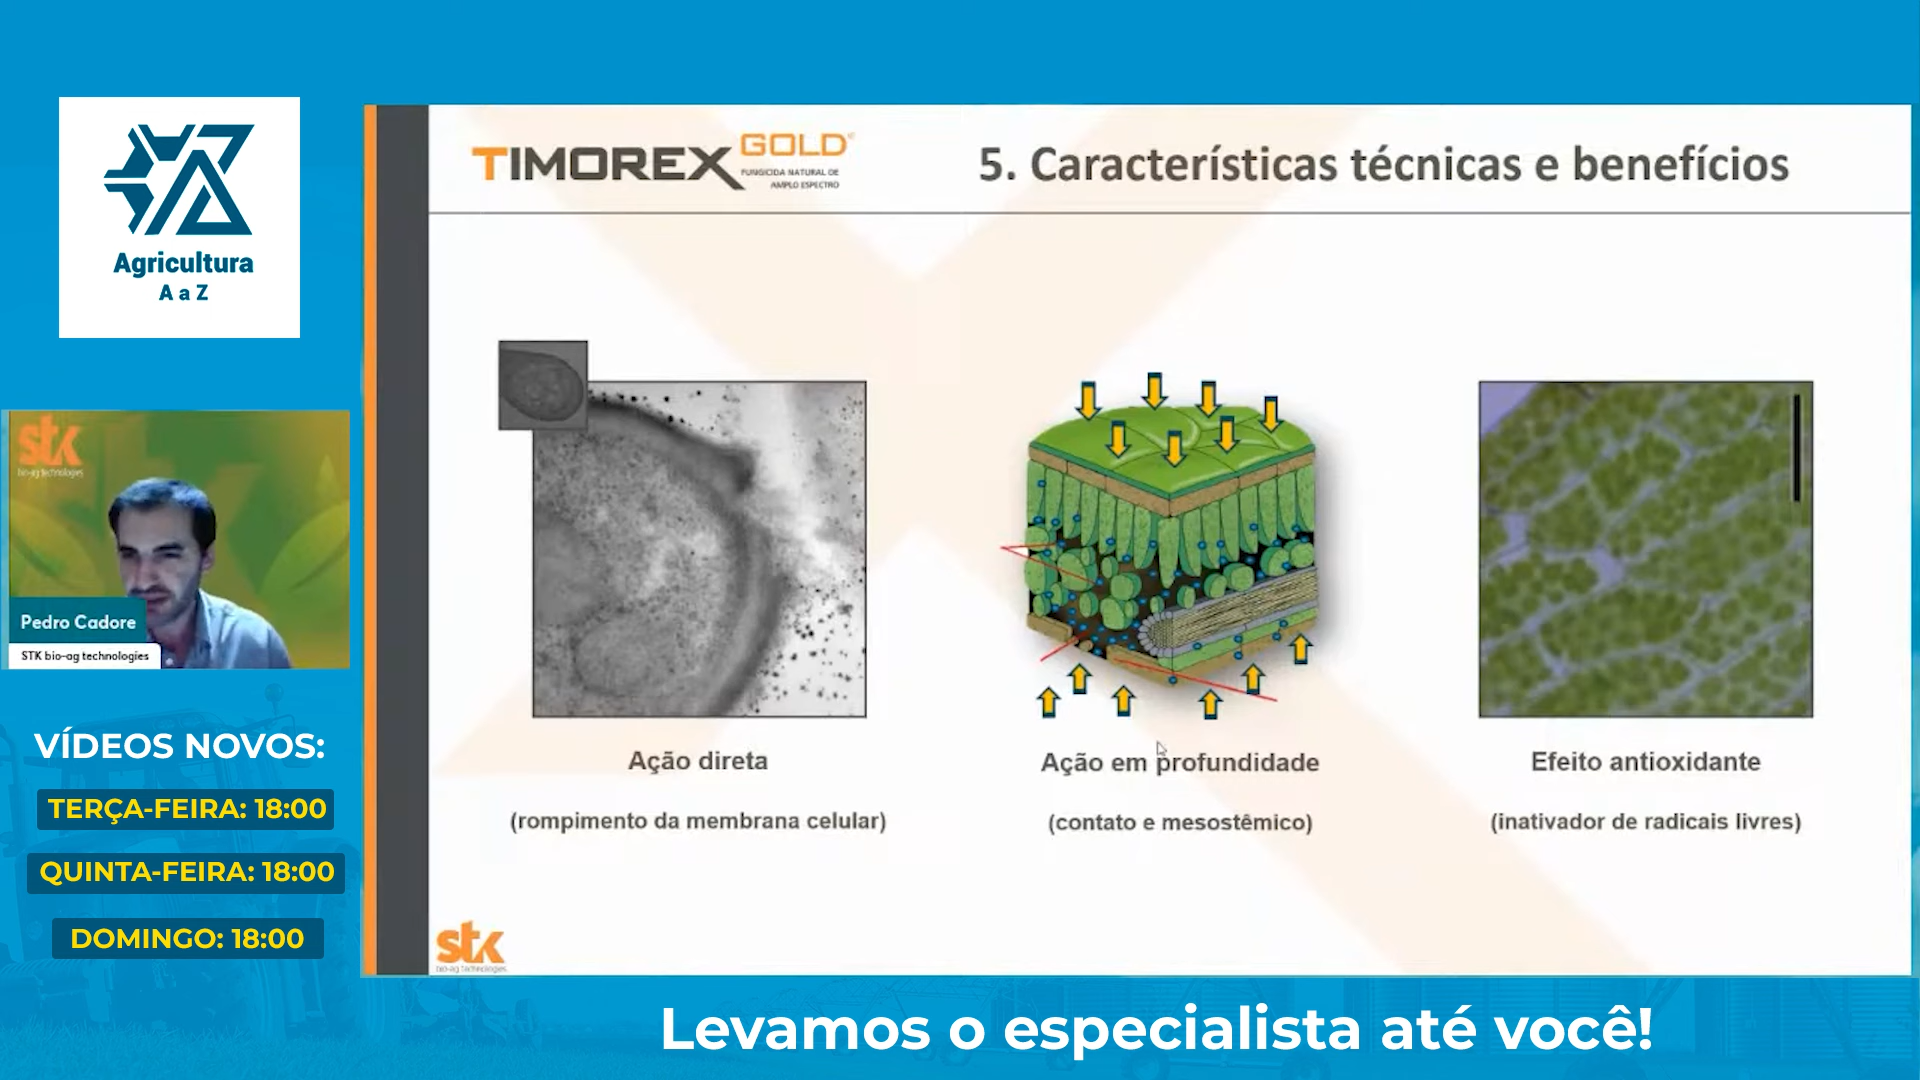 Agricultura
A a Z
stk
bio-ag technologies
Pedro Cadore
STK bio-ag technologies
VÍDEOS NOVOS:
TERÇA-FEIRA: 18:00
QUINTA-FEIRA: 18:00
DOMINGO: 18:00
TIMOREX GOLD®
FUNGICIDA NATURAL DE
AMPLO ESPECTRO
5. Características técnicas e benefícios
Ação direta
(rompimento da membrana celular)
Ação em profundidade
(contato e mesostêmico)
Efeito antioxidante
(inativador de radicais livres)
stk
bio-ag technologies
Levamos o especialista até você!